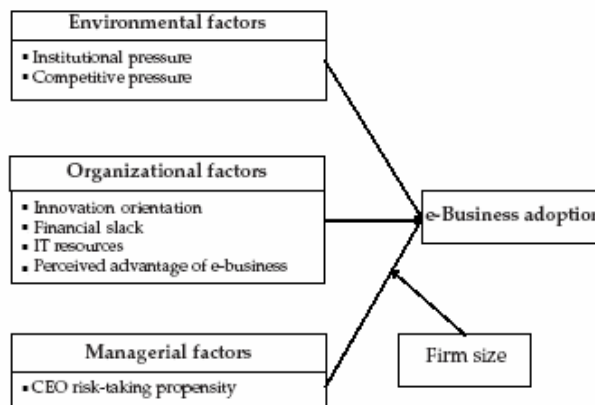 Environmental factors
▪ Institutional pressure
▪ Competitive pressure
Organizational factors
▪ Innovation orientation
▪ Financial slack
▪ IT resources
▪ Perceived advantage of e-business
e-Business adoption
Managerial factors
▪ CEO risk-taking propensity
Firm size